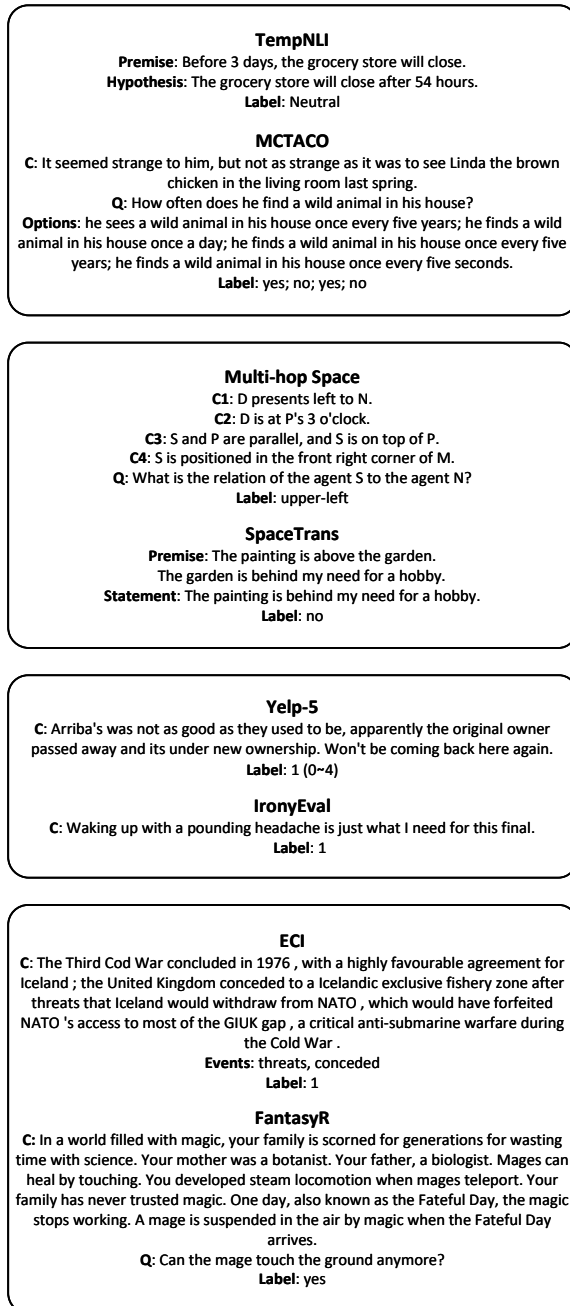 TempNLI
Premise: Before 3 days, the grocery store will close.
Hypothesis: The grocery store will close after 54 hours.
Label: Neutral
MCTACO
C: It seemed strange to him, but not as strange as it was to see Linda the brown
chicken in the living room last spring.
Q: How often does he find a wild animal in his house?
Options: he sees a wild animal in his house once every five years; he finds a wild
animal in his house once a day; he finds a wild animal in his house once every five
years; he finds a wild animal in his house once every five seconds.
Label: yes; no; yes; no
Multi-hop Space
C1: D presents left to N.
C2: D is at P's 3 o'clock.
C3: S and P are parallel, and S is on top of P.
C4: S is positioned in the front right corner of M.
Q: What is the relation of the agent S to the agent N?
Label: upper-left
SpaceTrans
Premise: The painting is above the garden.
The garden is behind my need for a hobby.
Statement: The painting is behind my need for a hobby.
Label: no
Yelp-5
C: Arriba's was not as good as they used to be, apparently the original owner
passed away and its under new ownership. Won't be coming back here again.
Label: 1 (0~4)
IronyEval
C: Waking up with a pounding headache is just what I need for this final.
Label: 1
ECI
C: The Third Cod War concluded in 1976 , with a highly favourable agreement for
Iceland ; the United Kingdom conceded to a Icelandic exclusive fishery zone after
threats that Iceland would withdraw from NATO , which would have forfeited
NATO 's access to most of the GIUK gap , a critical anti-submarine warfare during
the Cold War .
Events: threats, conceded
Label: 1
FantasyR
C: In a world filled with magic, your family is scorned for generations for wasting
time with science. Your mother was a botanist. Your father, a biologist. Mages can
heal by touching. You developed steam locomotion when mages teleport. Your
family has never trusted magic. One day, also known as the Fateful Day, the magic
stops working. A mage is suspended in the air by magic when the Fateful Day
arrives.
Q: Can the mage touch the ground anymore?
Label: yes